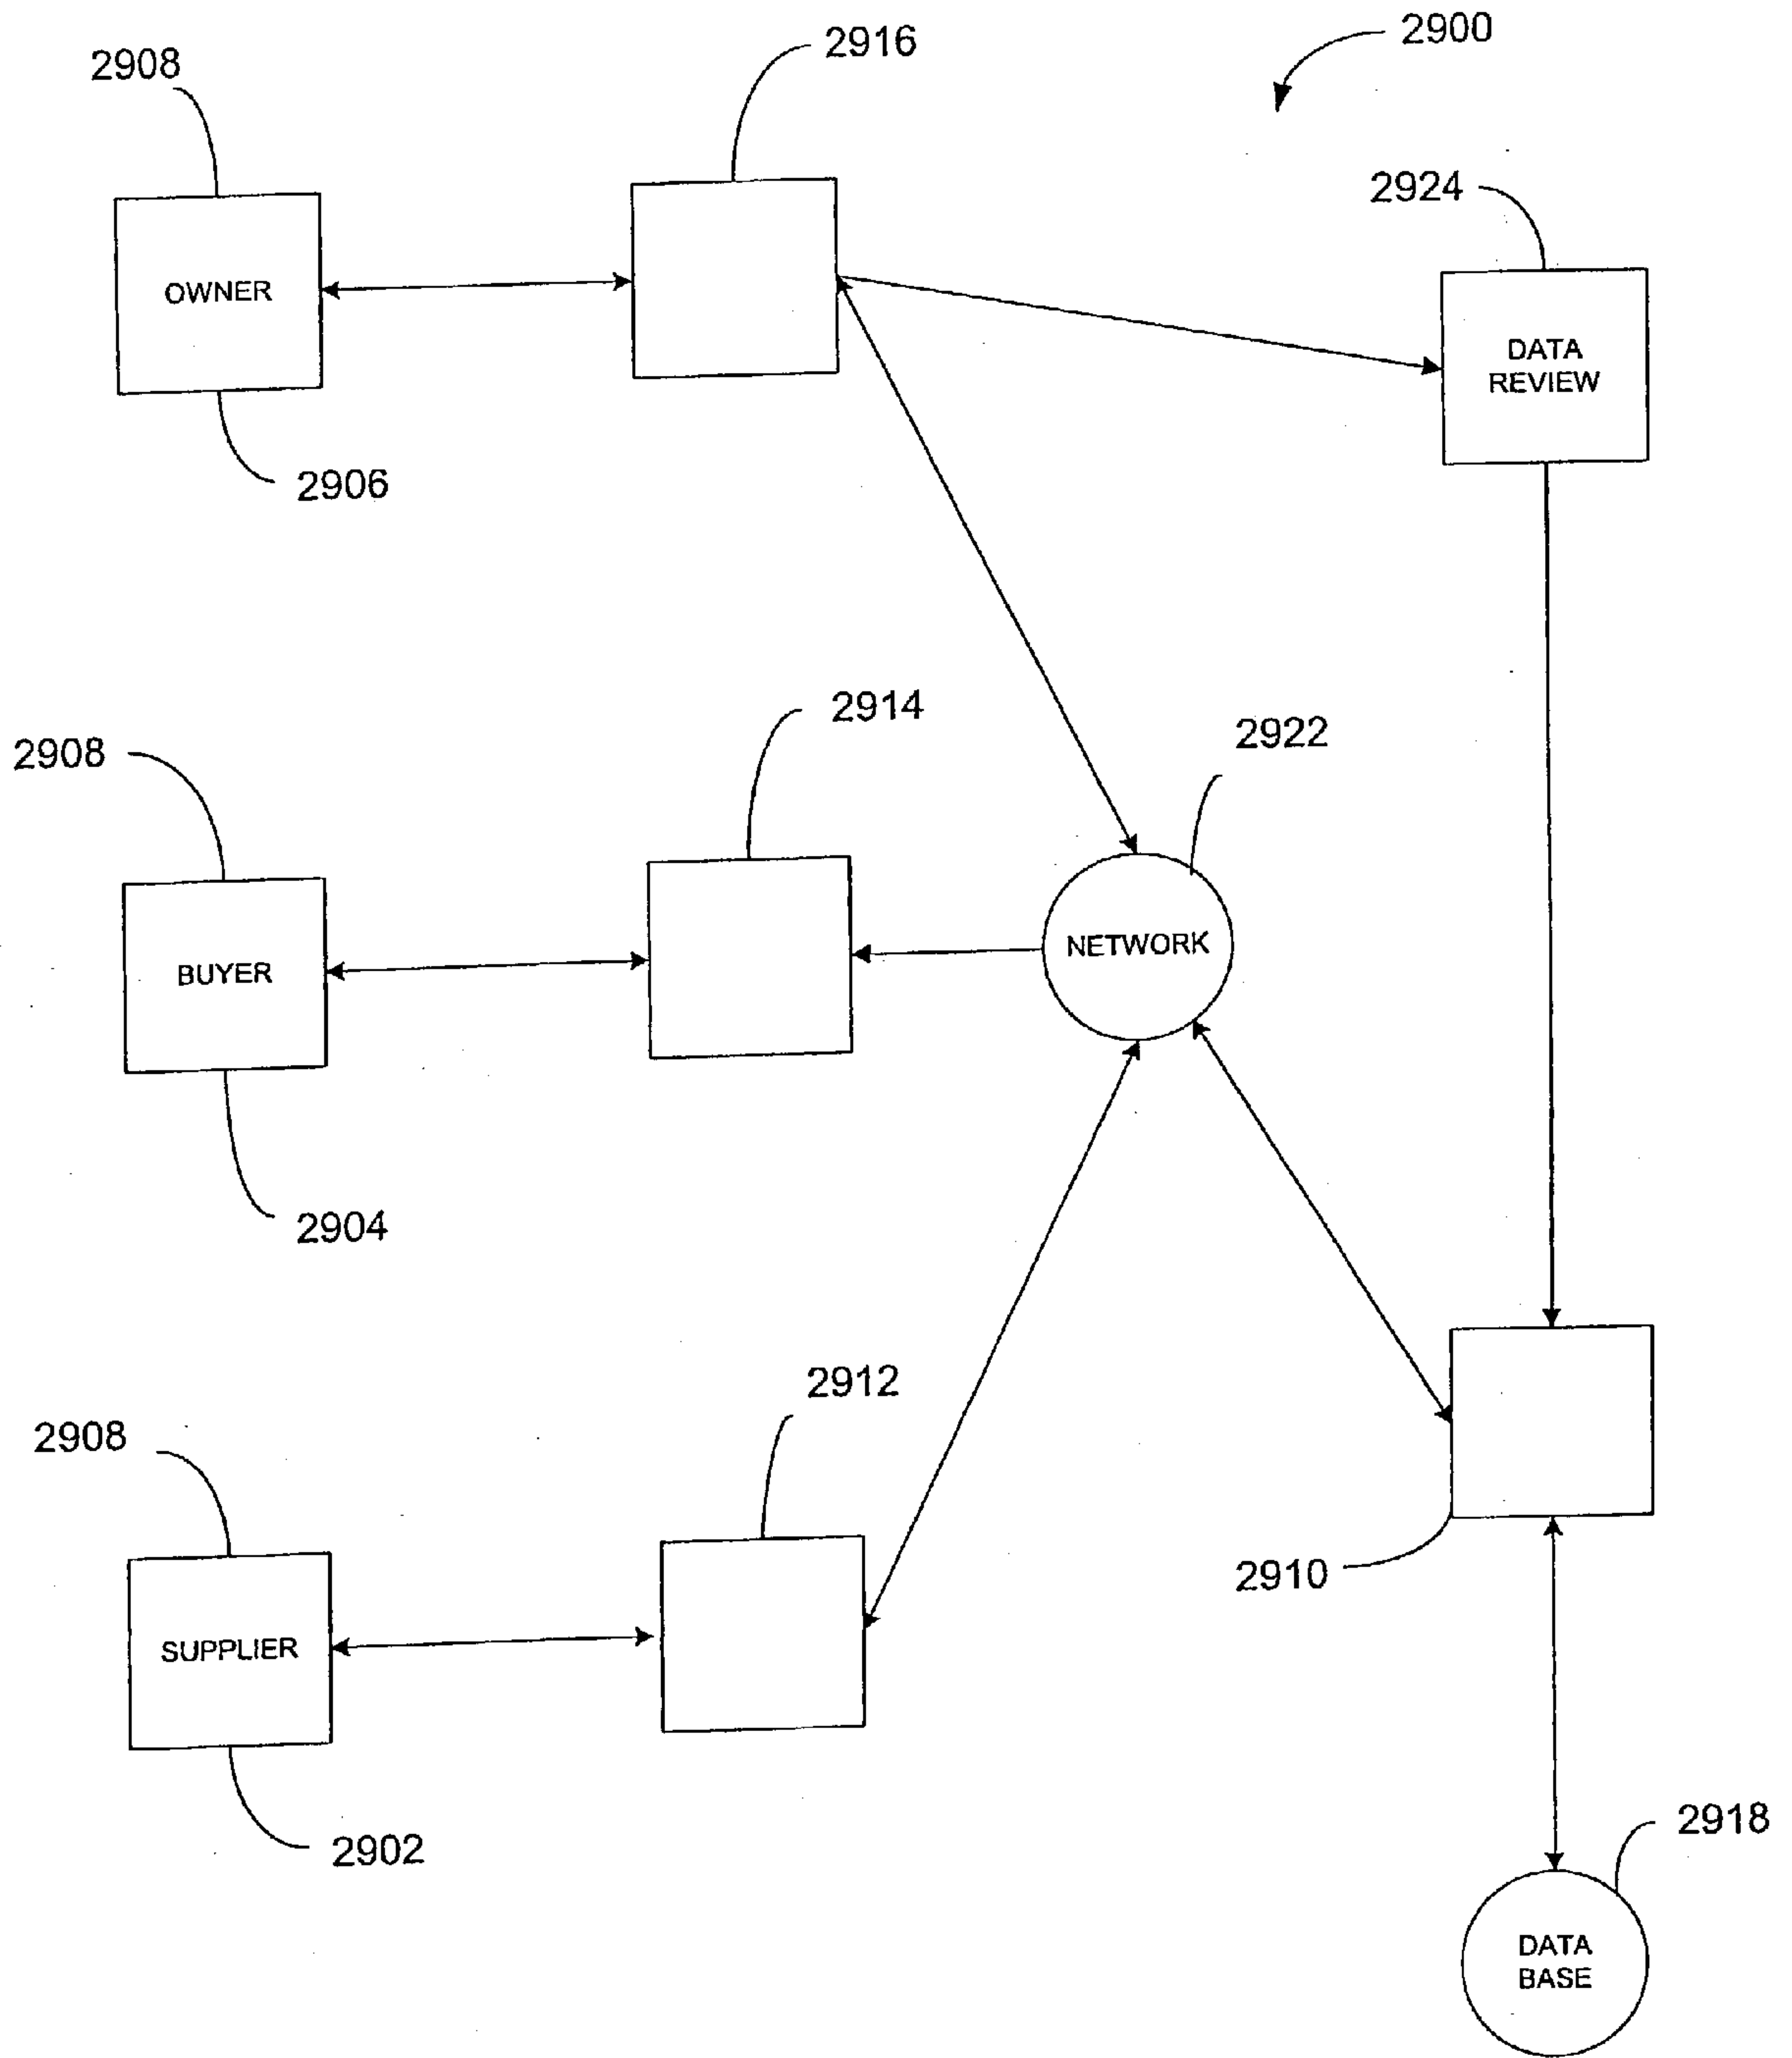 2900
2916
2908
2924
OWNER
DATA
REVIEW
2906
2914
2922
2908
NETWORK
BUYER
2904
2912
2908
2910
SUPPLIER
2918
2902
DATA
BASE